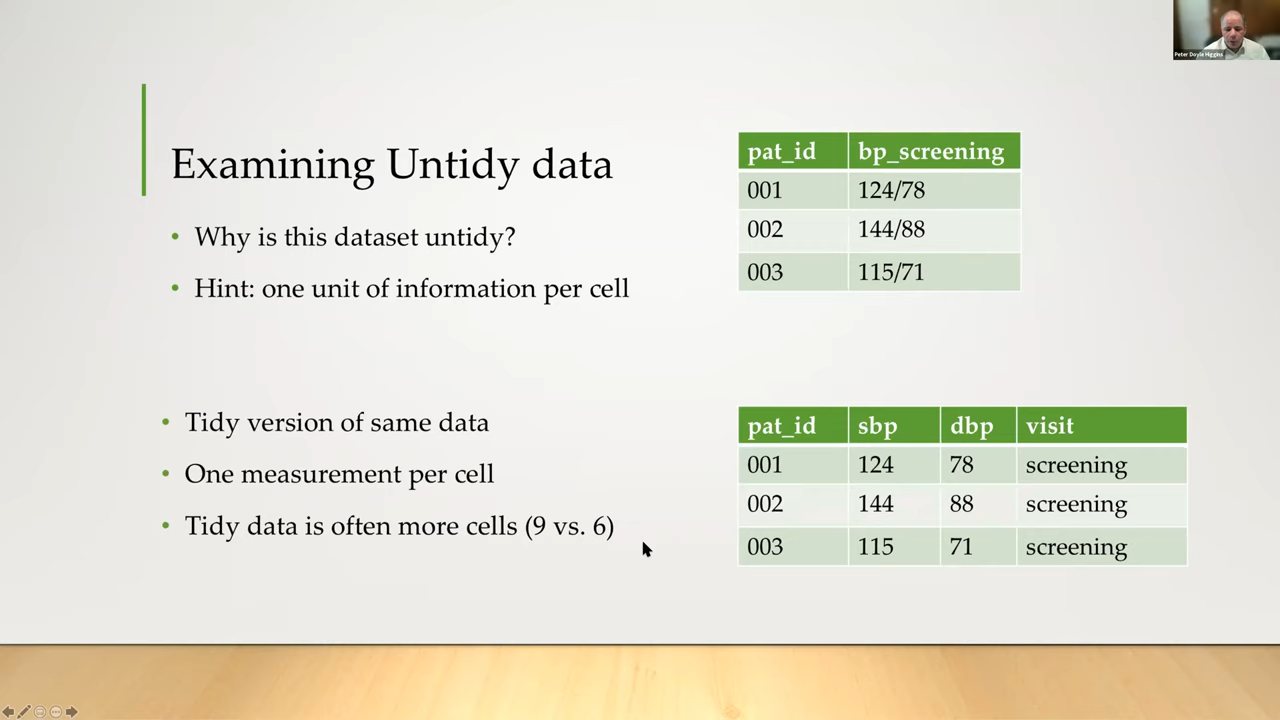 Peter Doyle Higgins
Examining Untidy data
• Why is this dataset untidy?
• Hint: one unit of information per cell
pat_id bp_screening
001 124/78
002 144/88
003 115/71
• Tidy version of same data
• One measurement per cell
• Tidy data is often more cells (9 vs. 6)
pat_id sbp dbp visit
001 124 78 screening
002 144 88 screening
003 115 71 screening